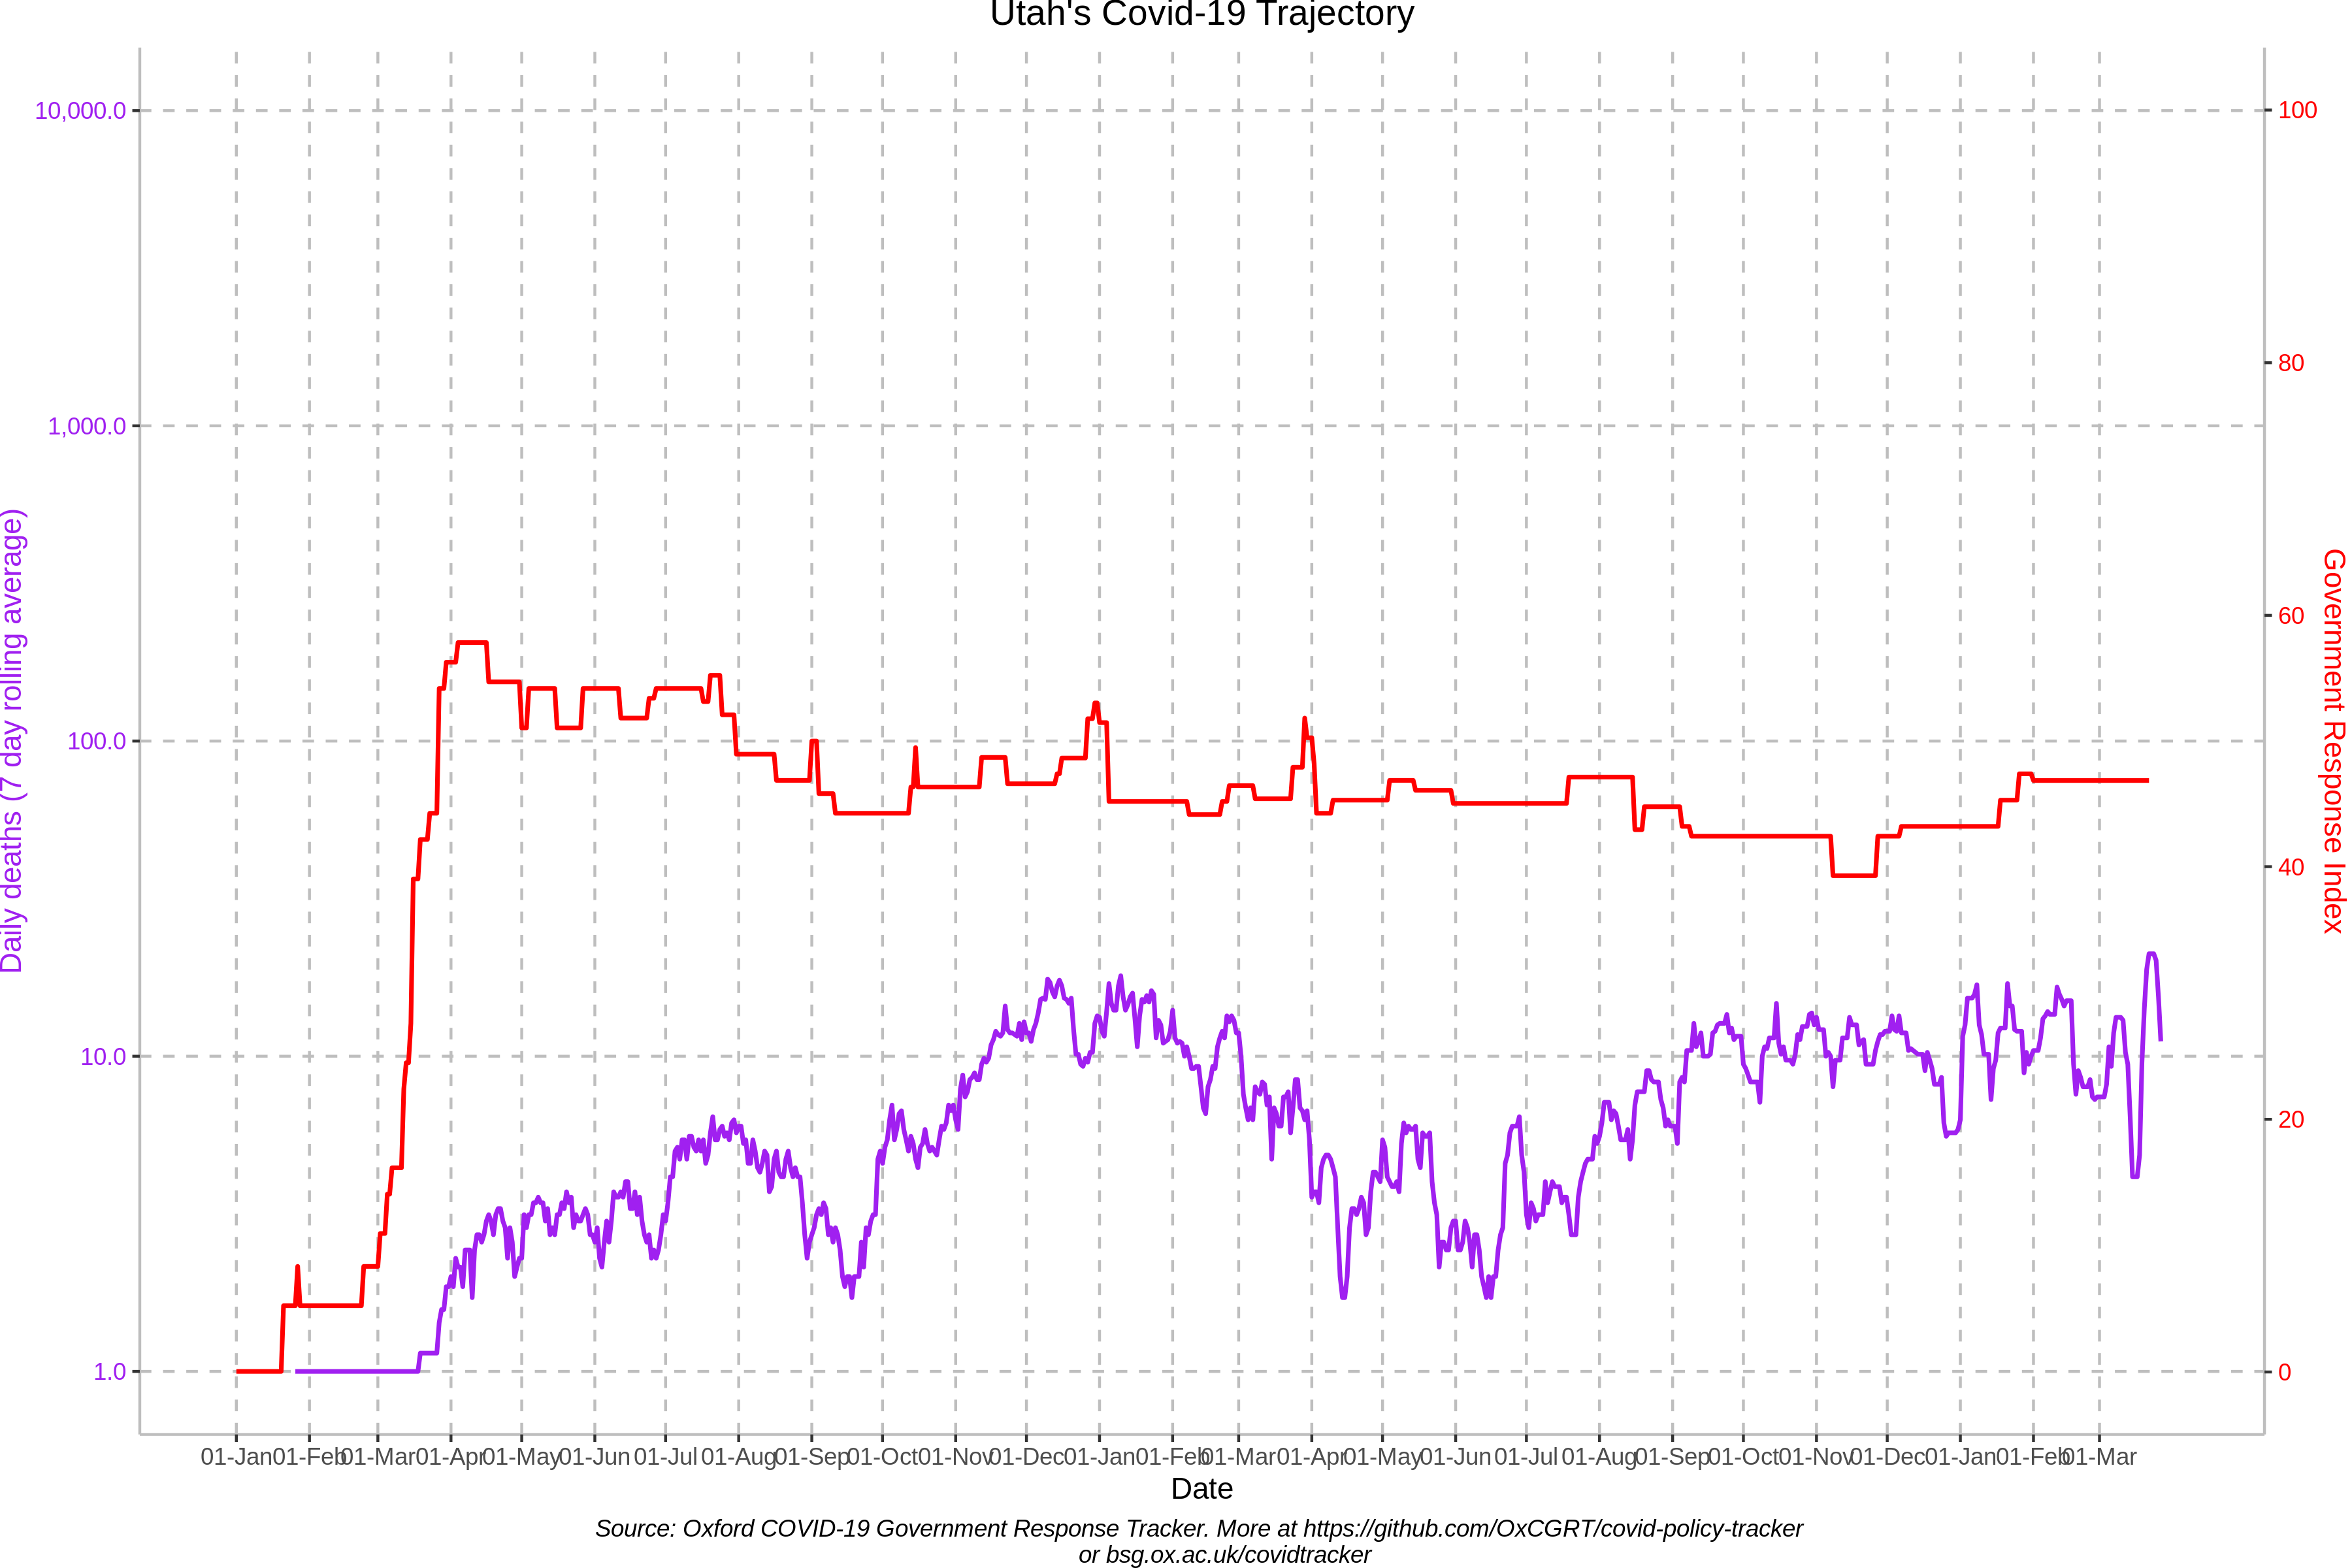 Utah's Covid-19 Trajectory
Daily deaths (7 day rolling average)
10,000.0
1,000.0
100.0
10.0
1.0
Government Response Index
100
80
60
40
20
0
01-Jan 01-Feb 01-Mar 01-Apr 01-May 01-Jun 01-Jul 01-Aug 01-Sep 01-Oct 01-Nov 01-Dec 01-Jan 01-Feb 01-Mar 01-Apr 01-May 01-Jun 01-Jul 01-Aug 01-Sep 01-Oct 01-Nov 01-Dec 01-Jan 01-Feb 01-Mar
Date
Source: Oxford COVID-19 Government Response Tracker. More at https://github.com/OxCGRT/covid-policy-tracker
or bsg.ox.ac.uk/covidtracker